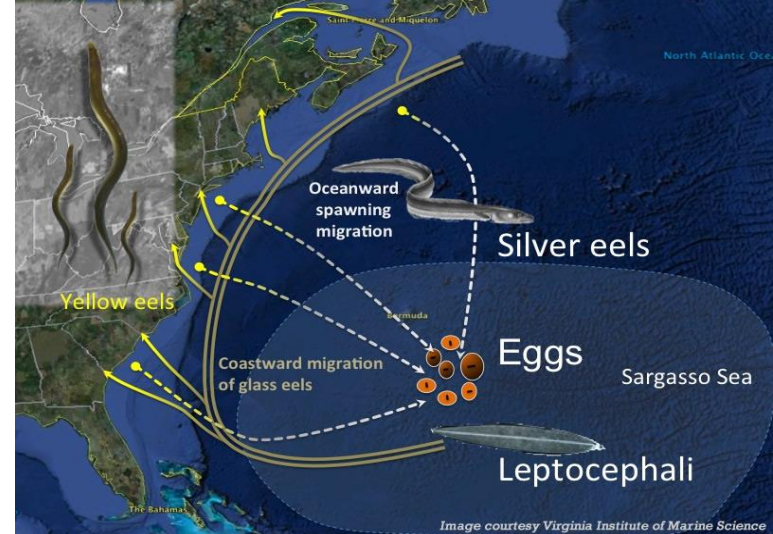 Saint Pierre and Miquelon
North Atlantic Oce
Oceanward
spawning
migration
Silver eels
Yellow eels
Bermuda
Eggs
Coastward migration
of glass eels
Sargasso Sea
Leptocephali
The Bahamas
Image courtesy Virginia Institute of Marine Science